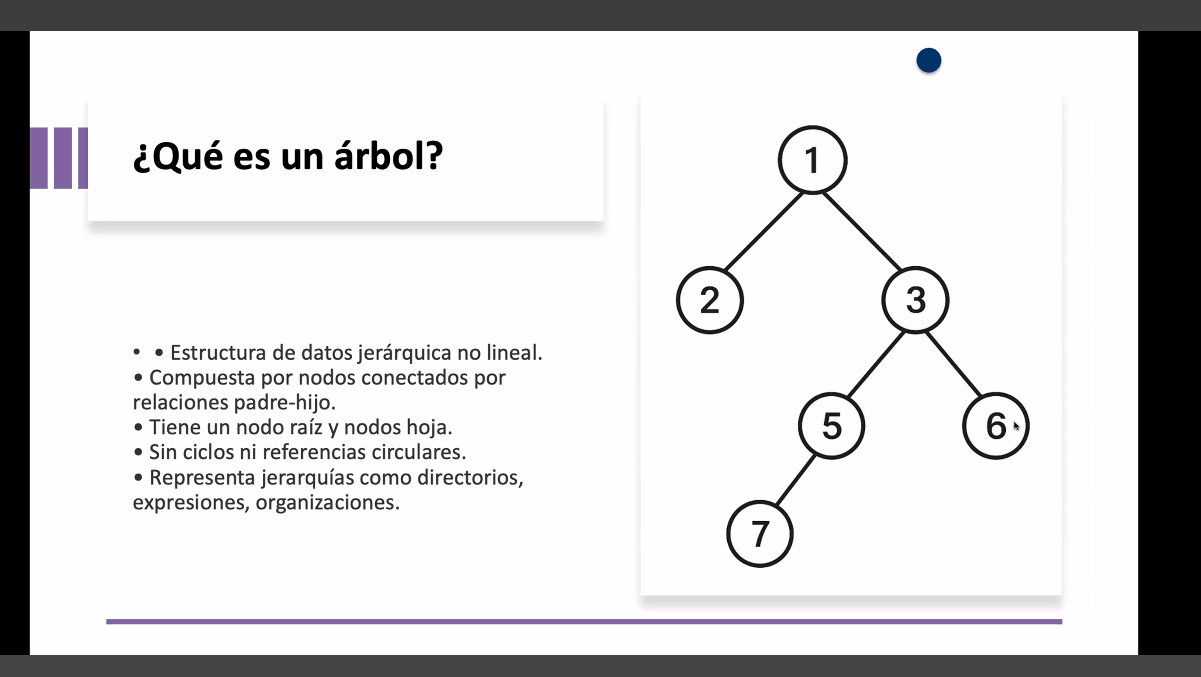 ¿Qué es un árbol?
• • Estructura de datos jerárquica no lineal.
• Compuesta por nodos conectados por
relaciones padre-hijo.
• Tiene un nodo raíz y nodos hoja.
• Sin ciclos ni referencias circulares.
• Representa jerarquías como directorios,
expresiones, organizaciones.
1
2
3
5
6
7